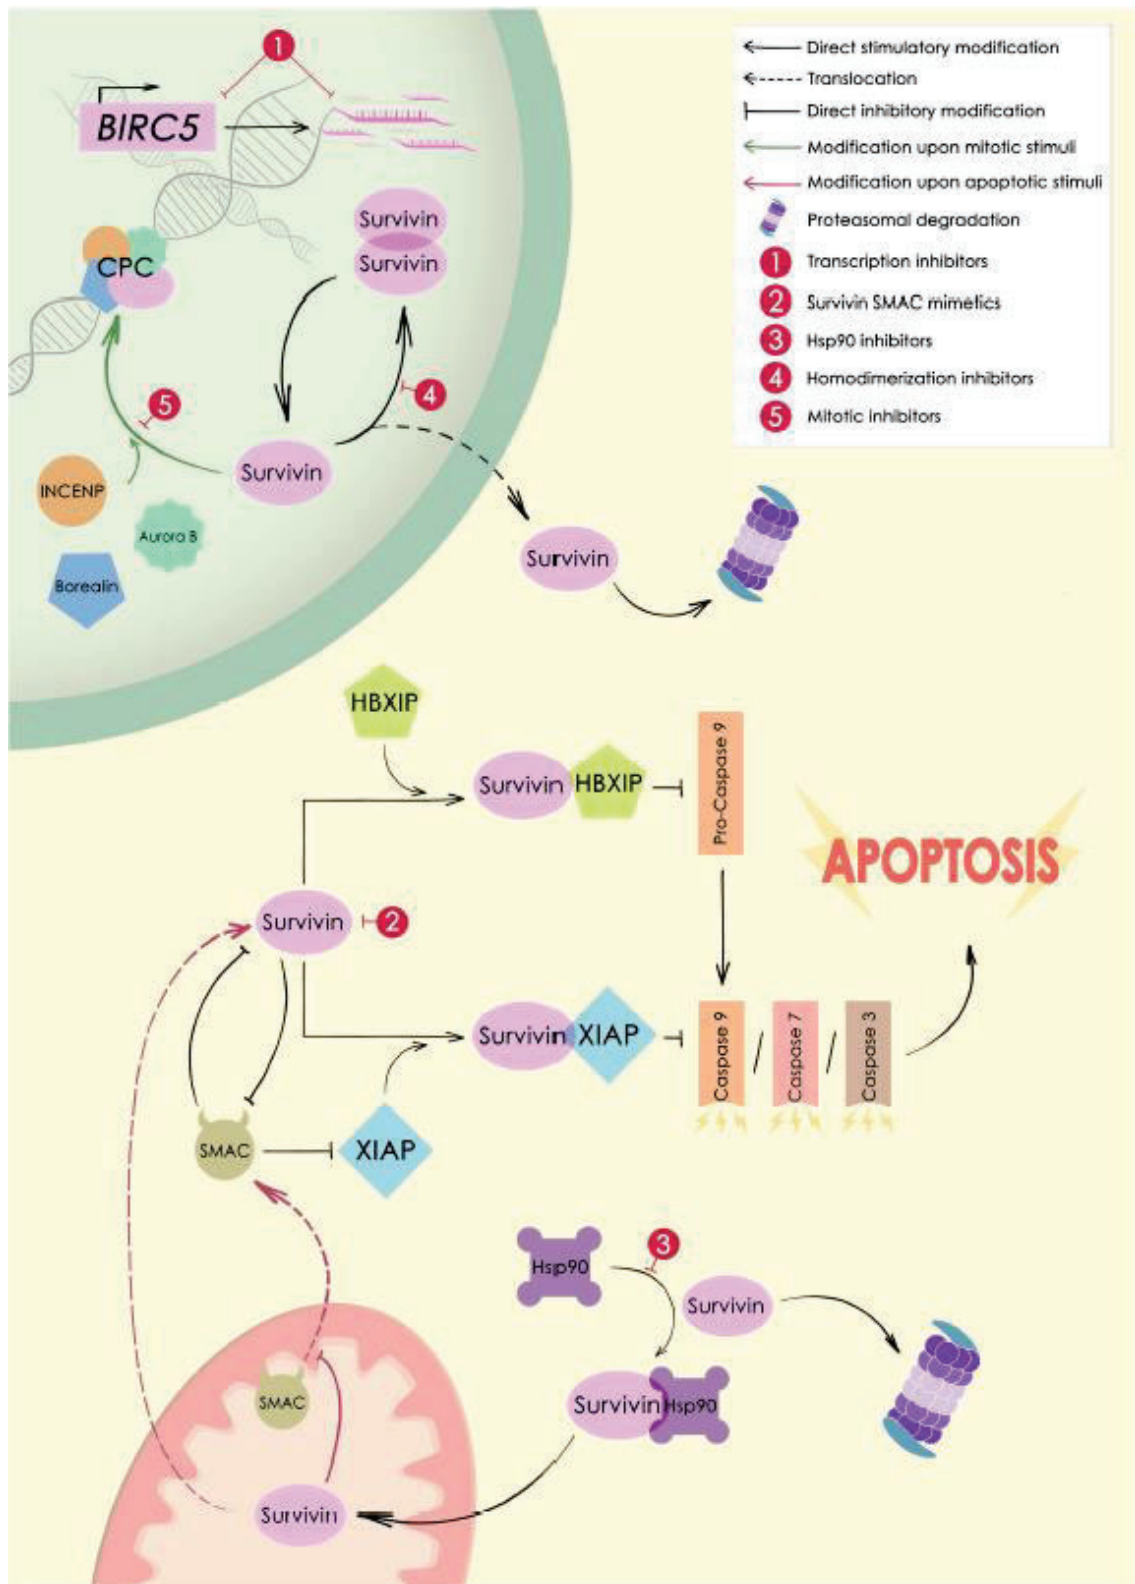 1
BIRC5
Survivin
Survivin
CPC
4
5
Survivin
INCENP
Aurora B
Borealin
Survivin
Direct stimulatory modification
Translocation
Direct inhibitory modification
Modification upon mitotic stimuli
Modification upon apoptotic stimuli
Proteasomal degradation
1 Transcription inhibitors
2 Survivin SMAC mimetics
3 Hsp90 inhibitors
4 Homodimerization inhibitors
5 Mitotic inhibitors
HBXIP
Survivin HBXIP
Pro-Caspase 9
APOPTOSIS
Survivin
2
Survivin XIAP
Caspase 9 / Caspase 7 / Caspase 3
SMAC
XIAP
3
Hsp90
Survivin
Survivin Hsp90
SMAC
Survivin